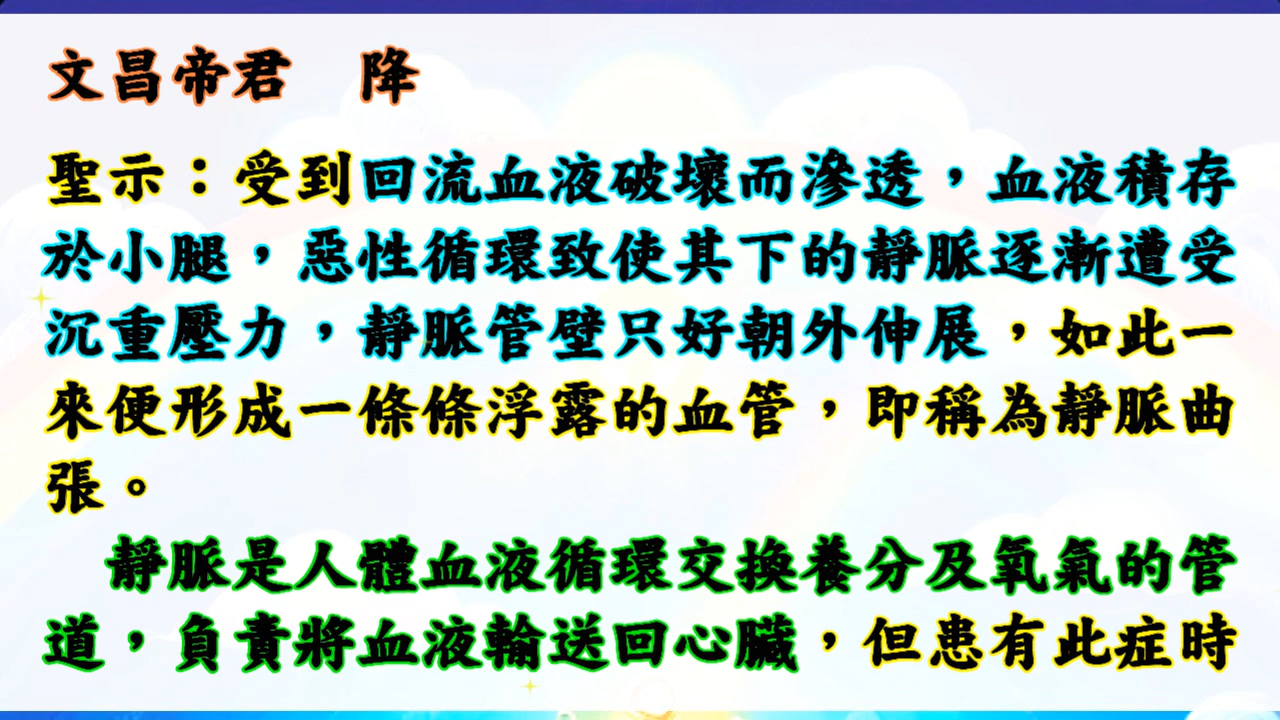 文昌帝君　降
聖示：受到回流血液破壞而滲透，血液積存
於小腿，惡性循環致使其下的靜脈逐漸遭受
沉重壓力，靜脈管壁只好朝外伸展，如此一
來便形成一條條浮露的血管，即稱為靜脈曲
張。
　靜脈是人體血液循環交換養分及氧氣的管
道，負責將血液輸送回心臟，但患有此症時